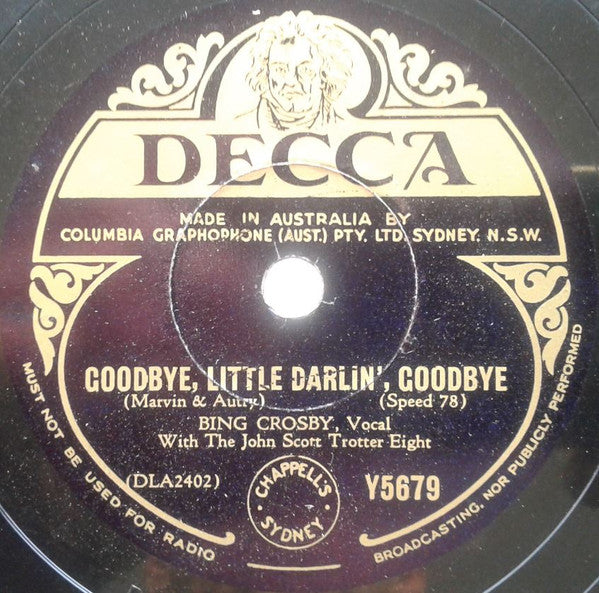 DECCA
MADE IN AUSTRALIA BY
COLUMBIA GRAPHOPHONE (AUST.) PTY. LTD. SYDNEY. N.S.W.
GOODBYE, LITTLE DARLIN', GOODBYE
(Marvin & Autry) (Speed 78)
BING CROSBY, Vocal
With The John Scott Trotter Eight
(DLA2402) Y5679
CHAPPELL'S
SYDNEY
MUST NOT BE USED FOR RADIO
BROADCASTING, NOR PUBLICLY PERFORMED